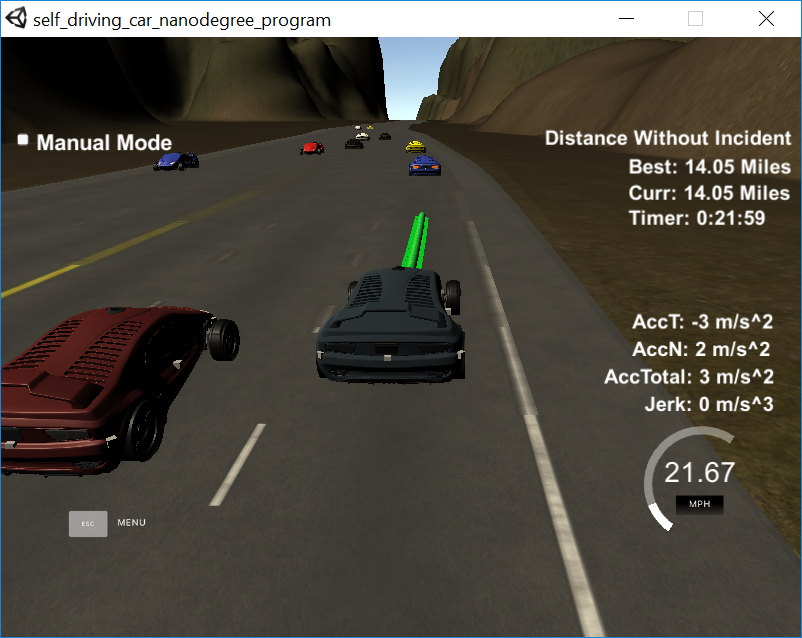 self_driving_car_nanodegree_program
Manual Mode
Distance Without Incident
Best: 14.05 Miles
Curr: 14.05 Miles
Timer: 0:21:59
AccT: -3 m/s^2
AccN: 2 m/s^2
AccTotal: 3 m/s^2
Jerk: 0 m/s^3
21.67
MPH
ESC MENU